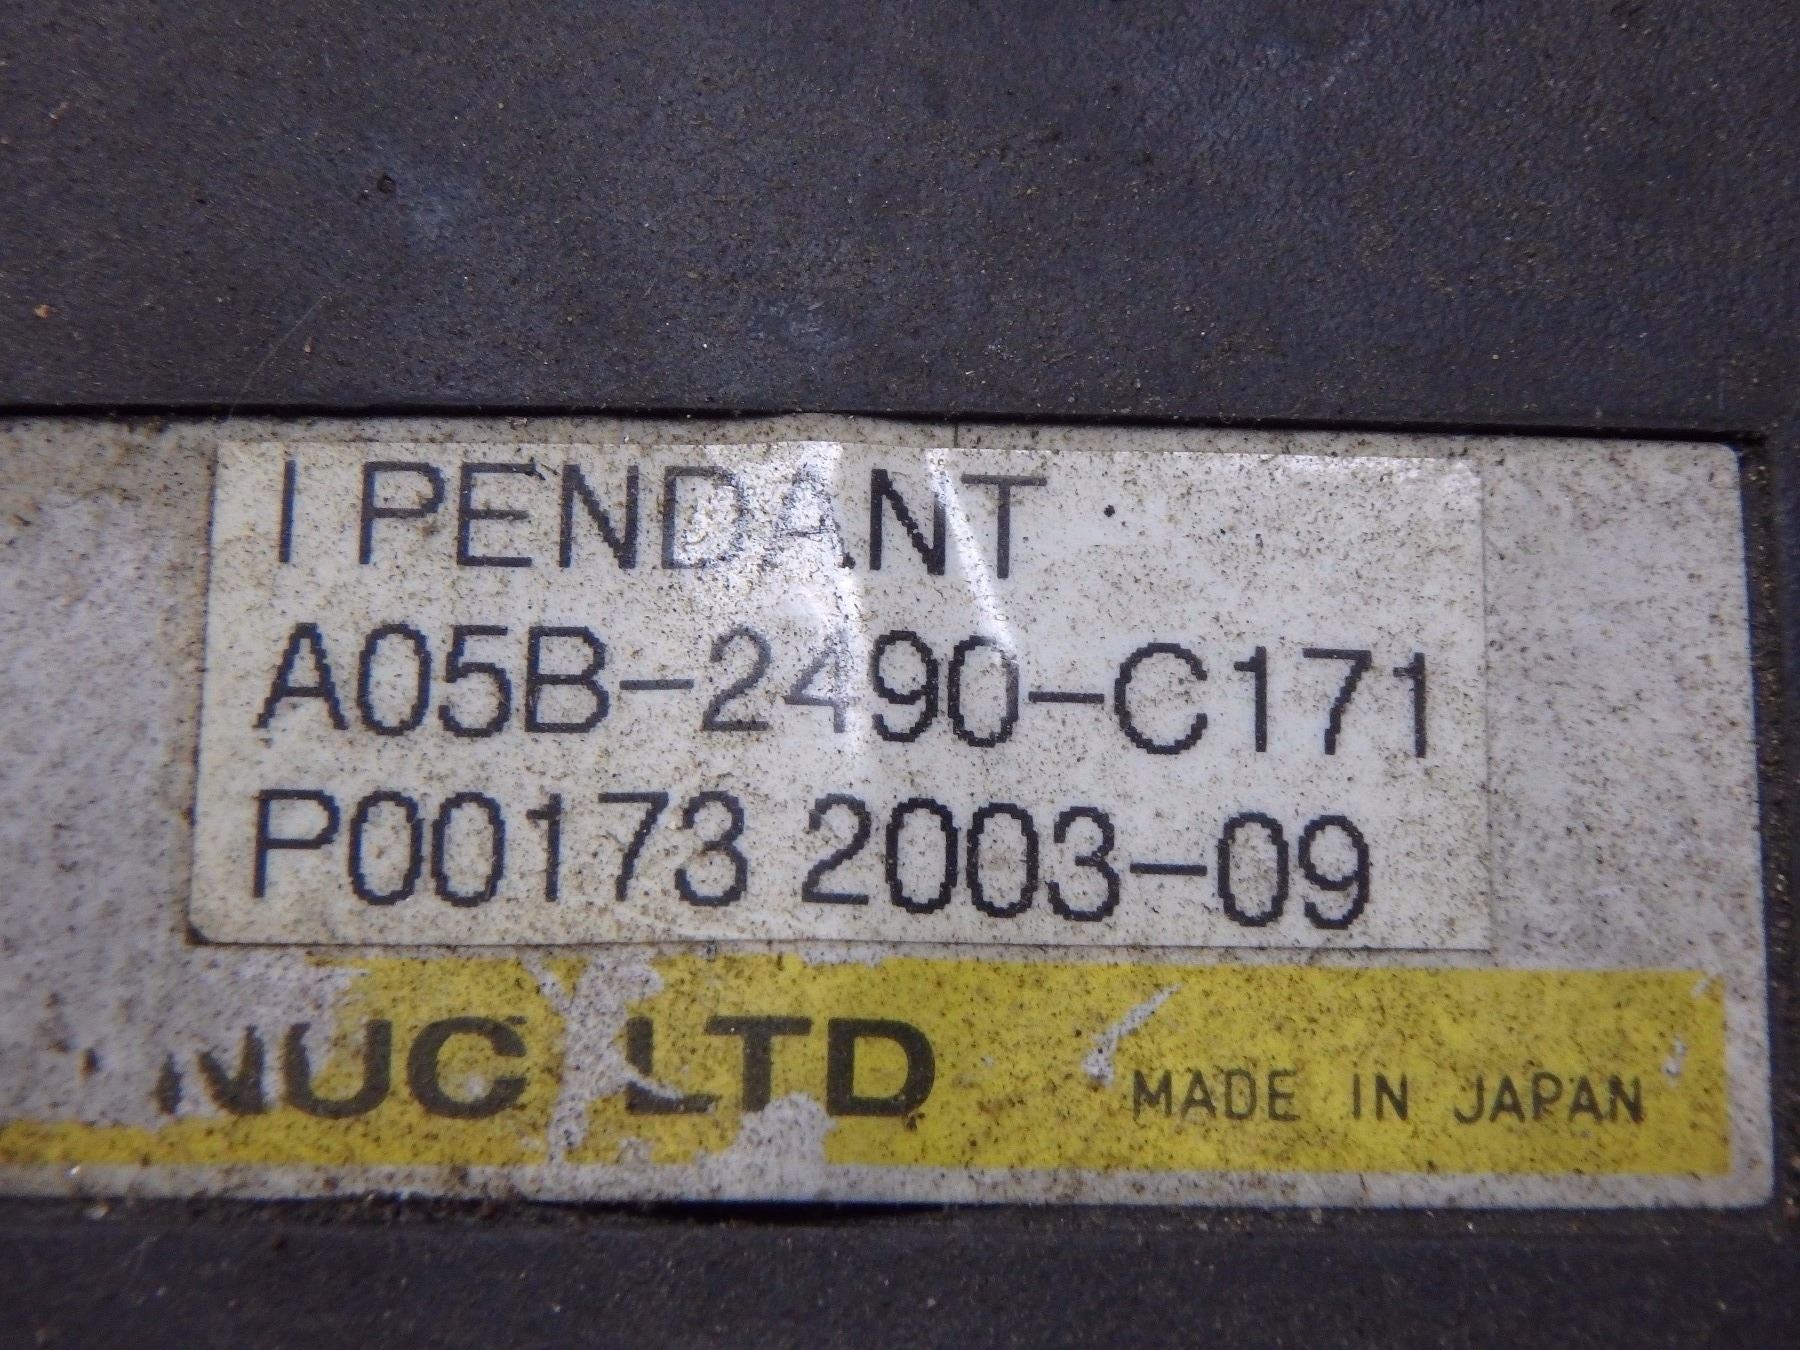 I PENDANT
A05B-2490-C171
P00173 2003-09
NUC LTD MADE IN JAPAN